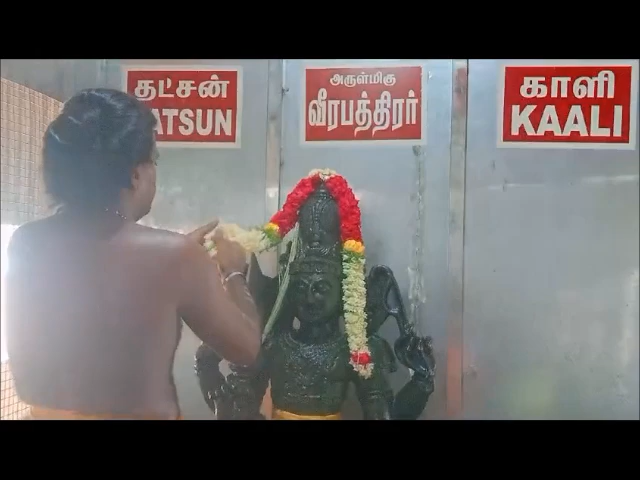 தட்சன்
ATSUN
அருள்மிகு
வீரபத்திரர்
காளி
KAALI